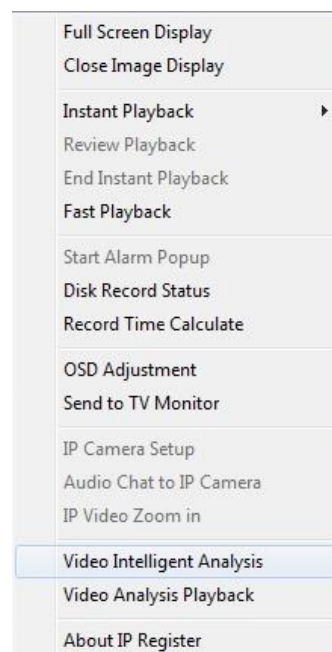 Full Screen Display
Close Image Display
Instant Playback
Review Playback
End Instant Playback
Fast Playback
Start Alarm Popup
Disk Record Status
Record Time Calculate
OSD Adjustment
Send to TV Monitor
IP Camera Setup
Audio Chat to IP Camera
IP Video Zoom in
Video Intelligent Analysis
Video Analysis Playback
About IP Register